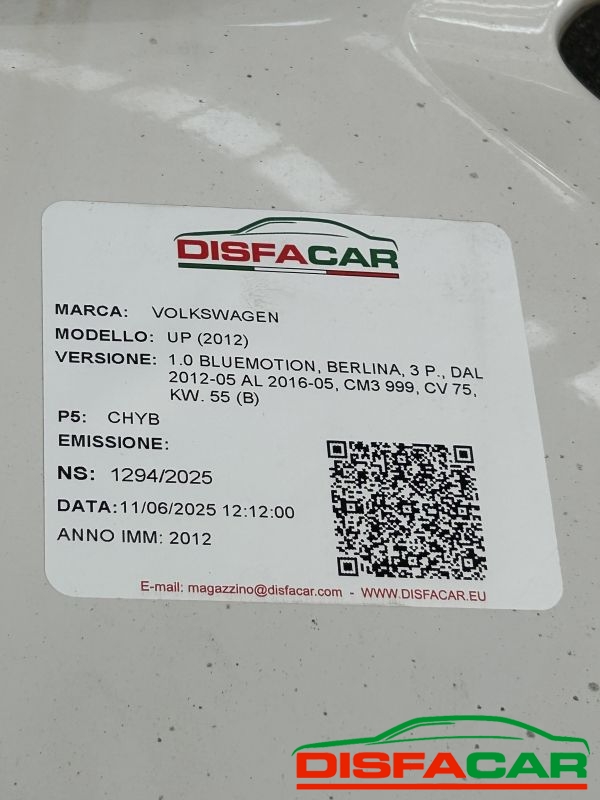 DISFACAR
MARCA: VOLKSWAGEN
MODELLO: UP (2012)
VERSIONE: 1.0 BLUEMOTION, BERLINA, 3 P., DAL
2012-05 AL 2016-05, CM3 999, CV 75,
KW. 55 (B)
P5: CHYB
EMISSIONE:
NS: 1294/2025
DATA:11/06/2025 12:12:00
ANNO IMM: 2012
E-mail: magazzino@disfacar.com - WWW.DISFACAR.EU
DISFACAR